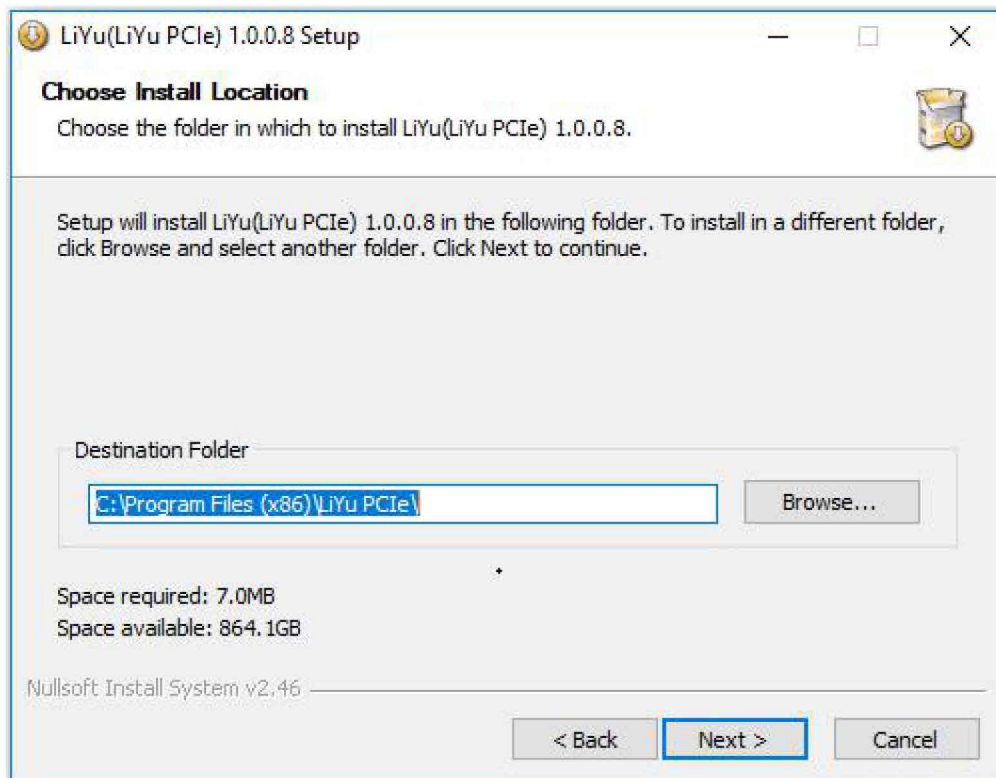 LiYu(LiYu PCIe) 1.0.0.8 Setup
Choose Install Location
Choose the folder in which to install LiYu(LiYu PCIe) 1.0.0.8.
Setup will install LiYu(LiYu PCIe) 1.0.0.8 in the following folder. To install in a different folder,
click Browse and select another folder. Click Next to continue.
Destination Folder
C:\Program Files (x86)\LiYu PCIe\
Browse...
Space required: 7.0MB
Space available: 864.1GB
Nullsoft Install System v2.46
< Back
Next >
Cancel